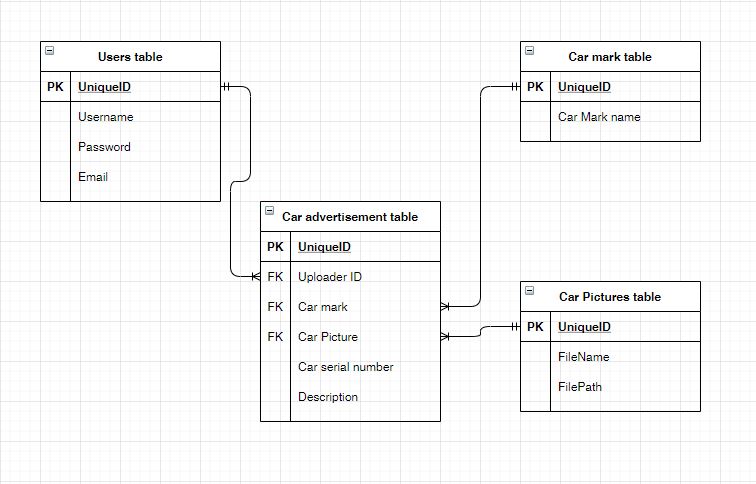 Users table
PK UniqueID
Username
Password
Email
Car mark table
PK UniqueID
Car Mark name
Car advertisement table
PK UniqueID
FK Uploader ID
FK Car mark
FK Car Picture
Car serial number
Description
Car Pictures table
PK UniqueID
FileName
FilePath